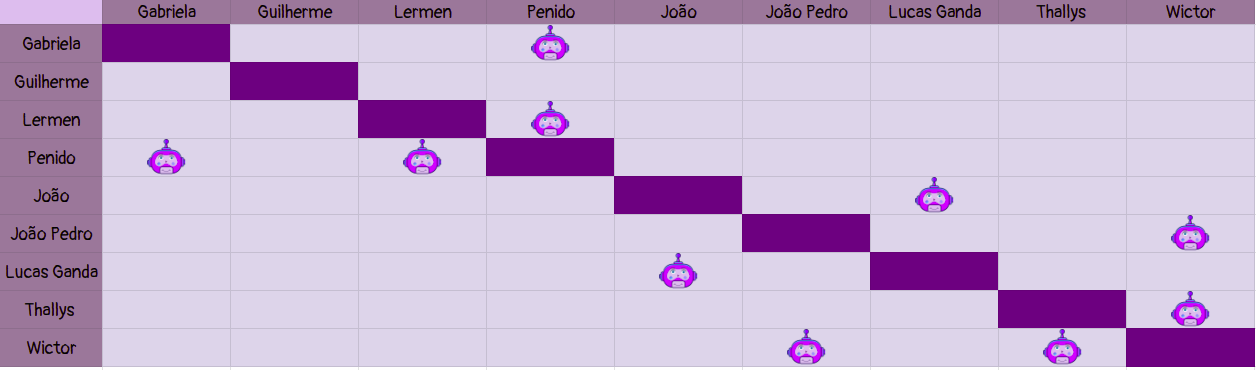 Gabriela Guilherme Lermen Penido João João Pedro Lucas Ganda Thallys Wictor
Gabriela
Guilherme
Lermen
Penido
João
João Pedro
Lucas Ganda
Thallys
Wictor